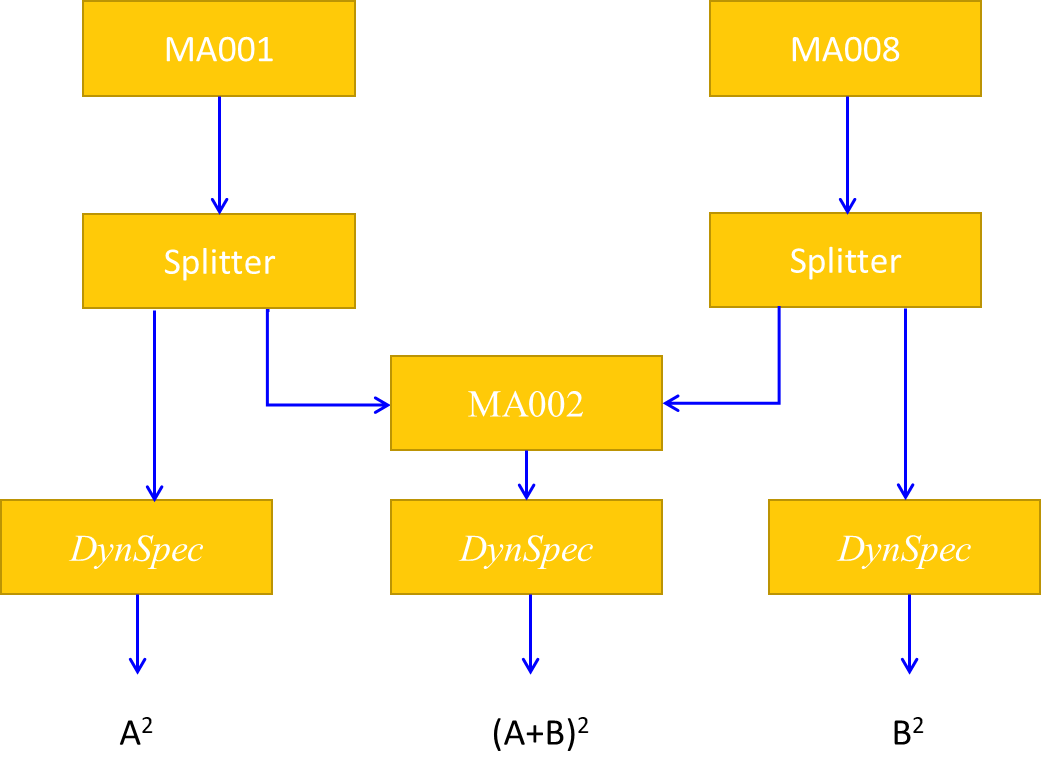 MA001
MA008
Splitter
Splitter
MA002
DynSpec
DynSpec
DynSpec
A²
(A+B)²
B²